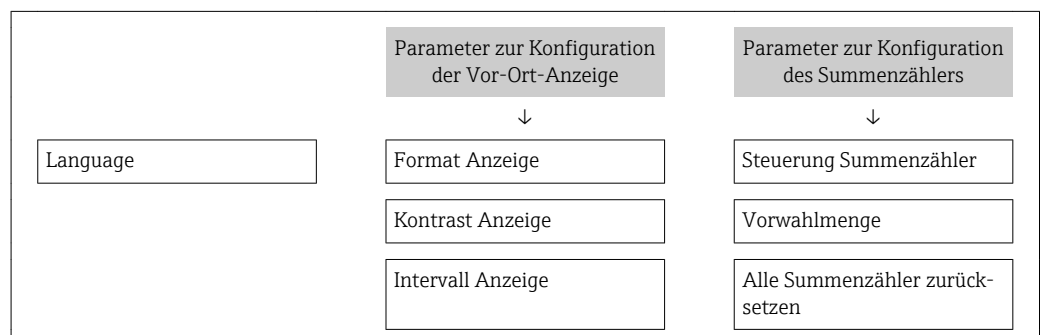 Parameter zur Konfiguration
der Vor-Ort-Anzeige
Parameter zur Konfiguration
des Summenzählers
↓
↓
Language
Format Anzeige
Steuerung Summenzähler
Kontrast Anzeige
Vorwahlmenge
Intervall Anzeige
Alle Summenzähler zurück-
setzen